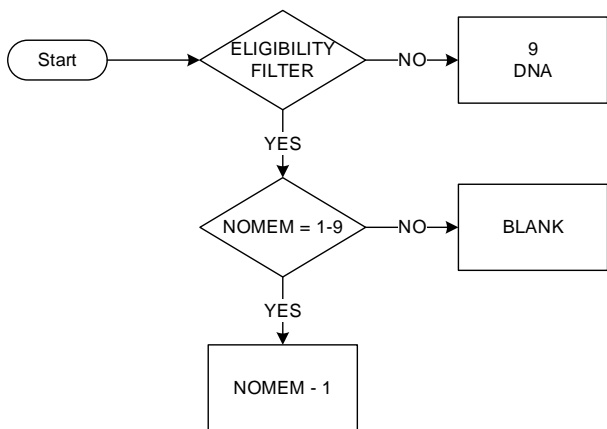 Start
ELIGIBILITY
FILTER
NO
9
DNA
YES
NOMEM = 1-9
NO
BLANK
YES
NOMEM - 1